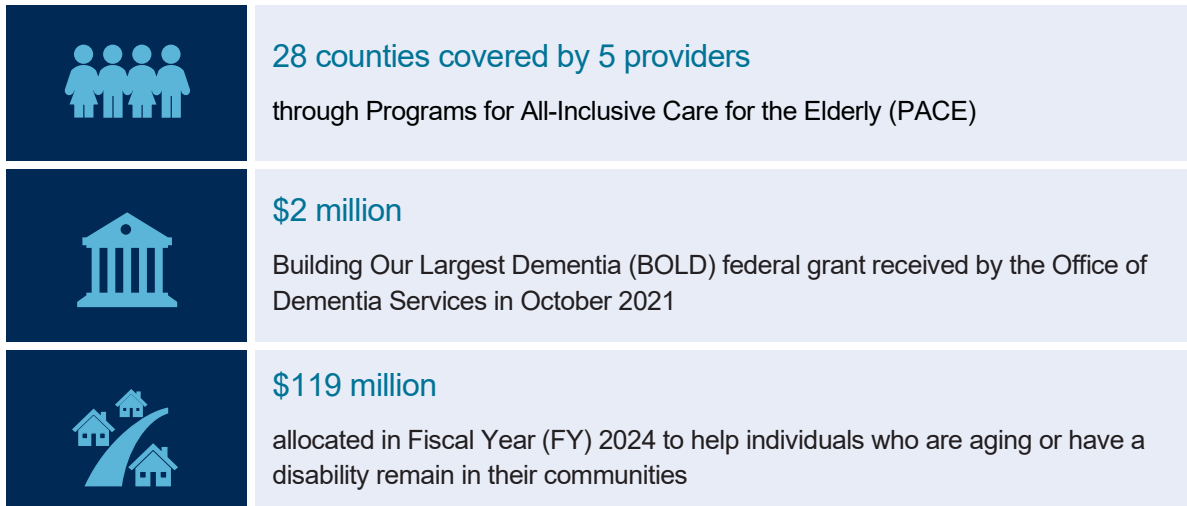 28 counties covered by 5 providers
through Programs for All-Inclusive Care for the Elderly (PACE)
$2 million
Building Our Largest Dementia (BOLD) federal grant received by the Office of
Dementia Services in October 2021
$119 million
allocated in Fiscal Year (FY) 2024 to help individuals who are aging or have a
disability remain in their communities